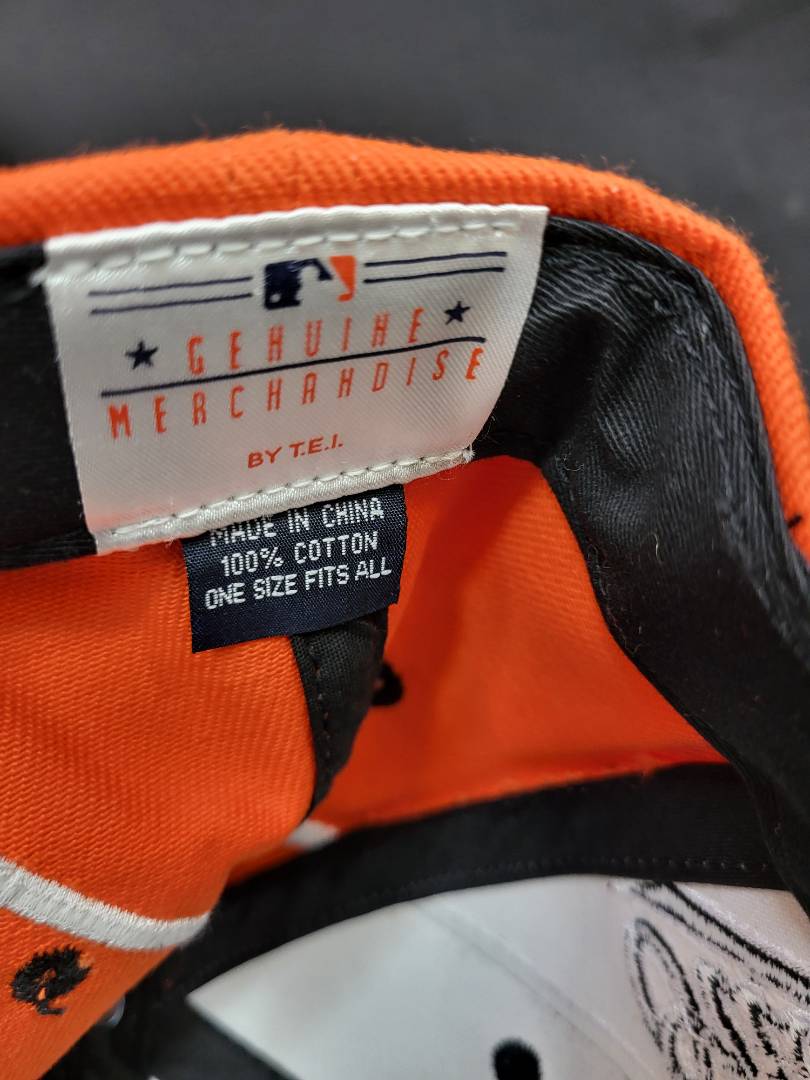 GENUINE
MERCHANDISE
BY T.E.I.
MADE IN CHINA
100% COTTON
ONE SIZE FITS ALL